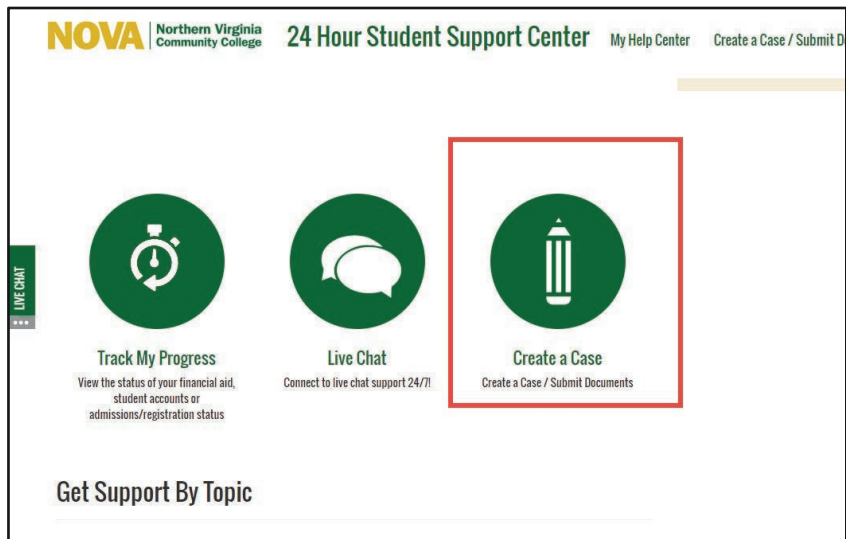 NOVA Northern Virginia Community College 24 Hour Student Support Center My Help Center Create a Case / Submit D
LIVE CHAT
Track My Progress
View the status of your financial aid,
student accounts or
admissions/registration status
Live Chat
Connect to live chat support 24/7!
Create a Case
Create a Case / Submit Documents
Get Support By Topic